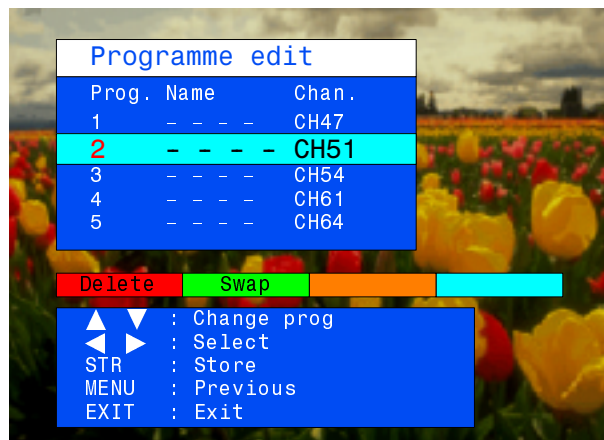 Programme edit
Prog. Name Chan.
1 – – – – CH47
2 – – – – CH51
3 – – – – CH54
4 – – – – CH61
5 – – – – CH64
Delete Swap
▲ ▼ : Change prog
◀ ▶ : Select
STR : Store
MENU : Previous
EXIT : Exit